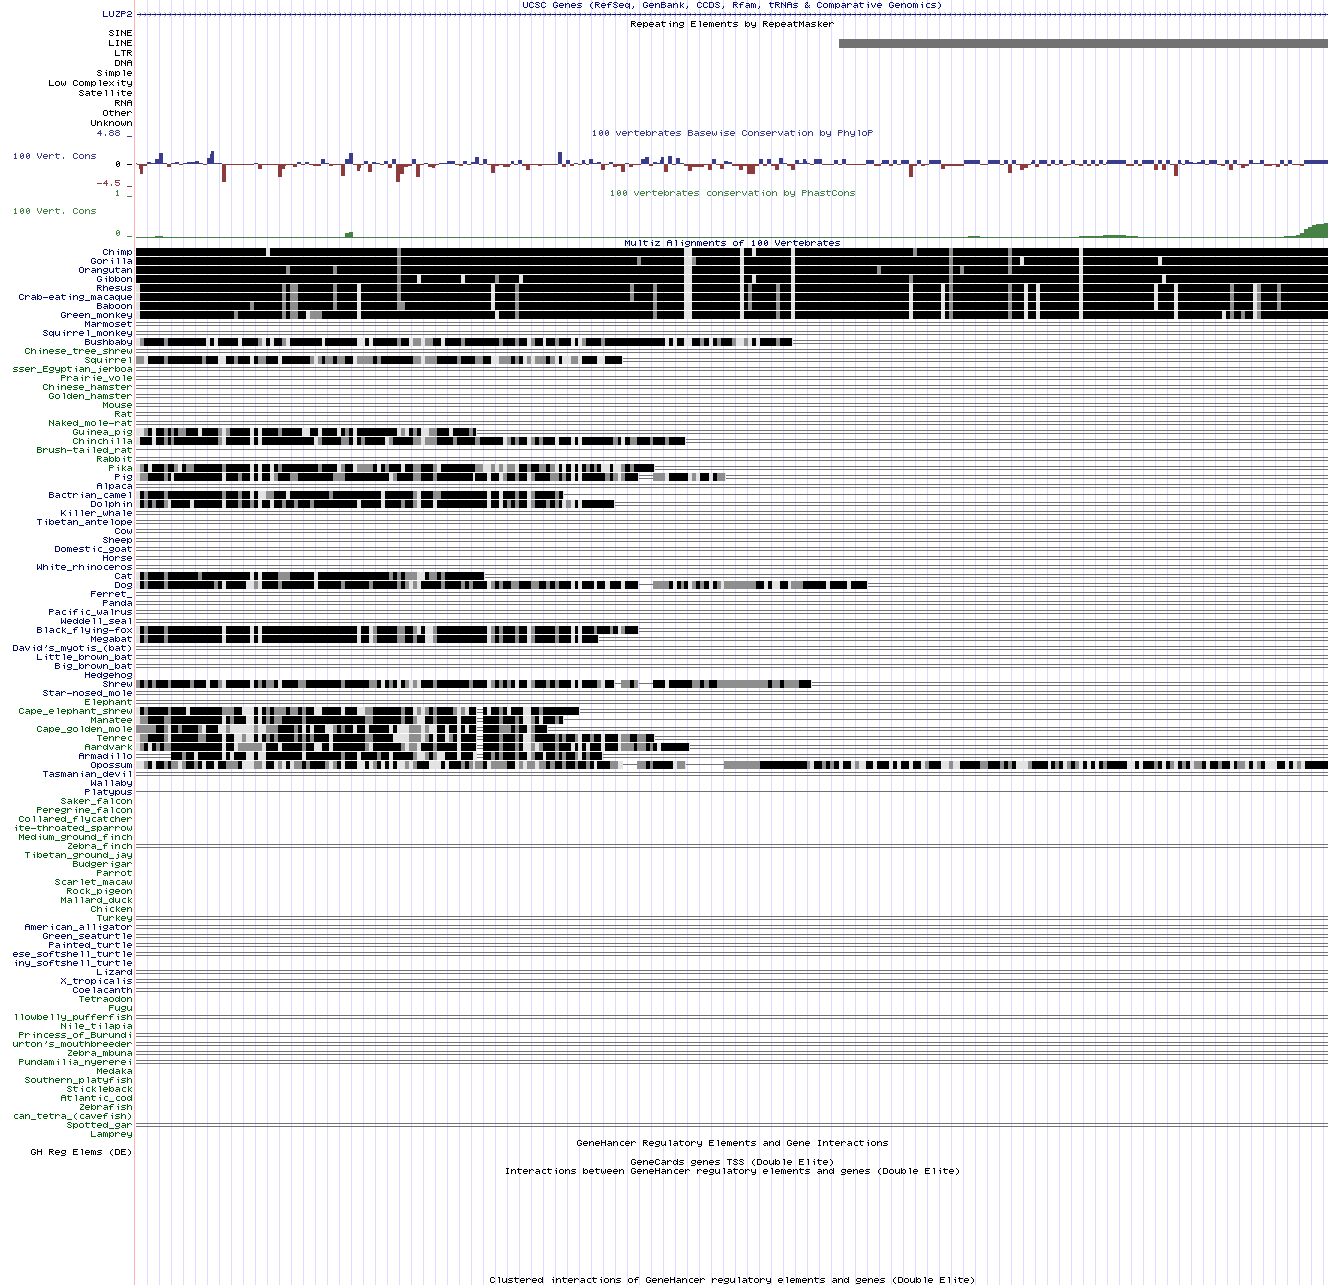 UCSC Genes (RefSeq, GenBank, CCDS, Rfam, tRNAs & Comparative Genomics)
LUZP2
Repeating Elements by RepeatMasker
SINE
LINE
LTR
DNA
Simple
Low Complexity
Satellite
RNA
Other
Unknown
4.88 _
100 vertebrates Basewise Conservation by PhyloP
100 Vert. Cons
0 _
-4.5 _
1 _
100 vertebrates conservation by PhastCons
100 Vert. Cons
0 _
Multiz Alignments of 100 Vertebrates
Chimp
Gorilla
Orangutan
Gibbon
Rhesus
Crab-eating_macaque
Baboon
Green_monkey
Marmoset
Squirrel_monkey
Bushbaby
Chinese_tree_shrew
Squirrel
sser_Egyptian_jerboa
Prairie_vole
Chinese_hamster
Golden_hamster
Mouse
Rat
Naked_mole-rat
Guinea_pig
Chinchilla
Brush-tailed_rat
Rabbit
Pika
Pig
Alpaca
Bactrian_camel
Dolphin
Killer_whale
Tibetan_antelope
Cow
Sheep
Domestic_goat
Horse
White_rhinoceros
Cat
Dog
Ferret_
Panda
Pacific_walrus
Weddell_seal
Black_flying-fox
Megabat
David's_myotis_(bat)
Little_brown_bat
Big_brown_bat
Hedgehog
Shrew
Star-nosed_mole
Elephant
Cape_elephant_shrew
Manatee
Cape_golden_mole
Tenrec
Aardvark
Armadillo
Opossum
Tasmanian_devil
Wallaby
Platypus
Saker_falcon
Peregrine_falcon
Collared_flycatcher
ite-throated_sparrow
Medium_ground_finch
Zebra_finch
Tibetan_ground_jay
Budgerigar
Parrot
Scarlet_macaw
Rock_pigeon
Mallard_duck
Chicken
Turkey
American_alligator
Green_seaturtle
Painted_turtle
ese_softshell_turtle
iny_softshell_turtle
Lizard
X_tropicalis
Coelacanth
Tetraodon
Fugu
llowbelly_pufferfish
Nile_tilapia
Princess_of_Burundi
urton's_mouthbreeder
Zebra_mbuna
Pundamilia_nyererei
Medaka
Southern_platyfish
Stickleback
Atlantic_cod
Zebrafish
can_tetra_(cavefish)
Spotted_gar
Lamprey
GeneHancer Regulatory Elements and Gene Interactions
GH Reg Elems (DE)
GeneCards genes TSS (Double Elite)
Interactions between GeneHancer regulatory elements and genes (Double Elite)
Clustered interactions of GeneHancer regulatory elements and genes (Double Elite)